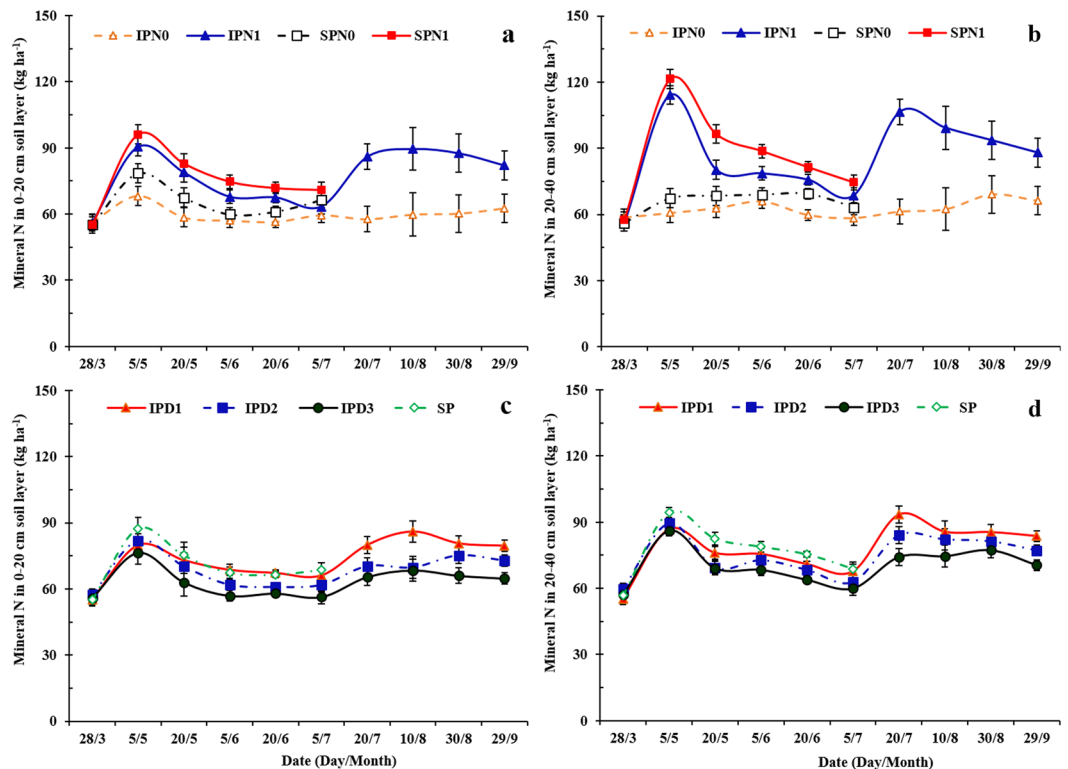 a
IPN0 IPN1 SPN0 SPN1
Mineral N in 0-20 cm soil layer (kg ha-1)
150
120
90
60
30
0
28/3 5/5 20/5 5/6 20/6 5/7 20/7 10/8 30/8 29/9
b
IPN0 IPN1 SPN0 SPN1
Mineral N in 20-40 cm soil layer (kg ha-1)
150
120
90
60
30
0
28/3 5/5 20/5 5/6 20/6 5/7 20/7 10/8 30/8 29/9
c
IPD1 IPD2 IPD3 SP
Mineral N in 0-20 cm soil layer (kg ha-1)
150
120
90
60
30
0
28/3 5/5 20/5 5/6 20/6 5/7 20/7 10/8 30/8 29/9
Date (Day/Month)
d
IPD1 IPD2 IPD3 SP
Mineral N in 20-40 cm soil layer (kg ha-1)
150
120
90
60
30
0
28/3 5/5 20/5 5/6 20/6 5/7 20/7 10/8 30/8 29/9
Date (Day/Month)